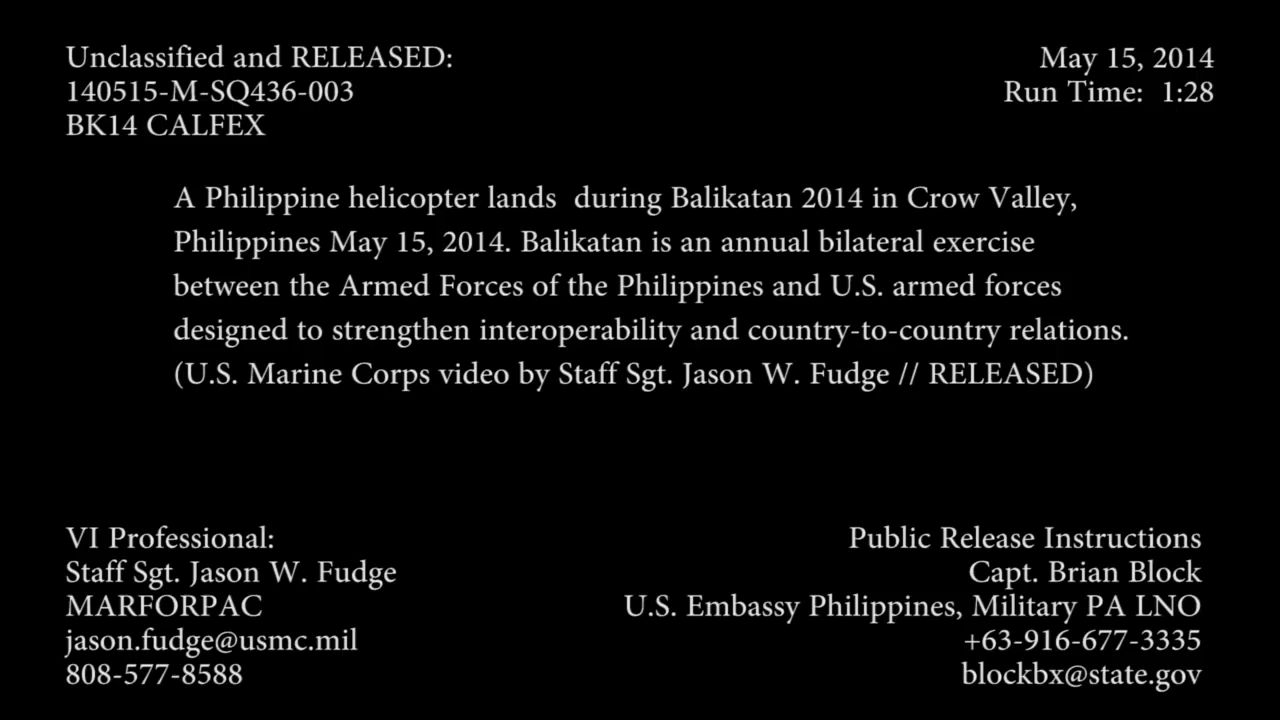 Unclassified and RELEASED:
140515-M-SQ436-003
BK14 CALFEX
May 15, 2014
Run Time:  1:28
A Philippine helicopter lands  during Balikatan 2014 in Crow Valley,
Philippines May 15, 2014. Balikatan is an annual bilateral exercise
between the Armed Forces of the Philippines and U.S. armed forces
designed to strengthen interoperability and country-to-country relations.
(U.S. Marine Corps video by Staff Sgt. Jason W. Fudge // RELEASED)
VI Professional:
Staff Sgt. Jason W. Fudge
MARFORPAC
jason.fudge@usmc.mil
808-577-8588
Public Release Instructions
Capt. Brian Block
U.S. Embassy Philippines, Military PA LNO
+63-916-677-3335
blockbx@state.gov